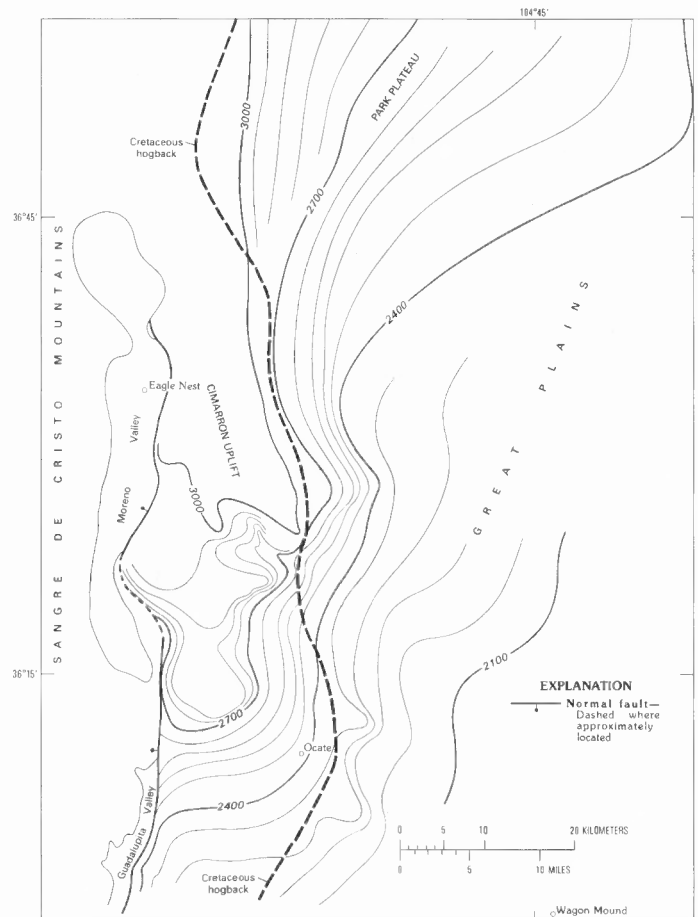 104°45'
PARK PLATEAU
3000
Cretaceous
hogback
2700
36°45'
2400
SANGRE DE CRISTO MOUNTAINS
GREAT PLAINS
Eagle Nest
CIMARRON UPLIFT
Valley
Moreno
3000
2100
36°15'
EXPLANATION
Normal fault—
Dashed where
approximately
located
2700
Ocate
2400
Guadalupita
Valley
0 5 10 20 KILOMETERS
0 5 10 MILES
Cretaceous
hogback
Wagon Mound